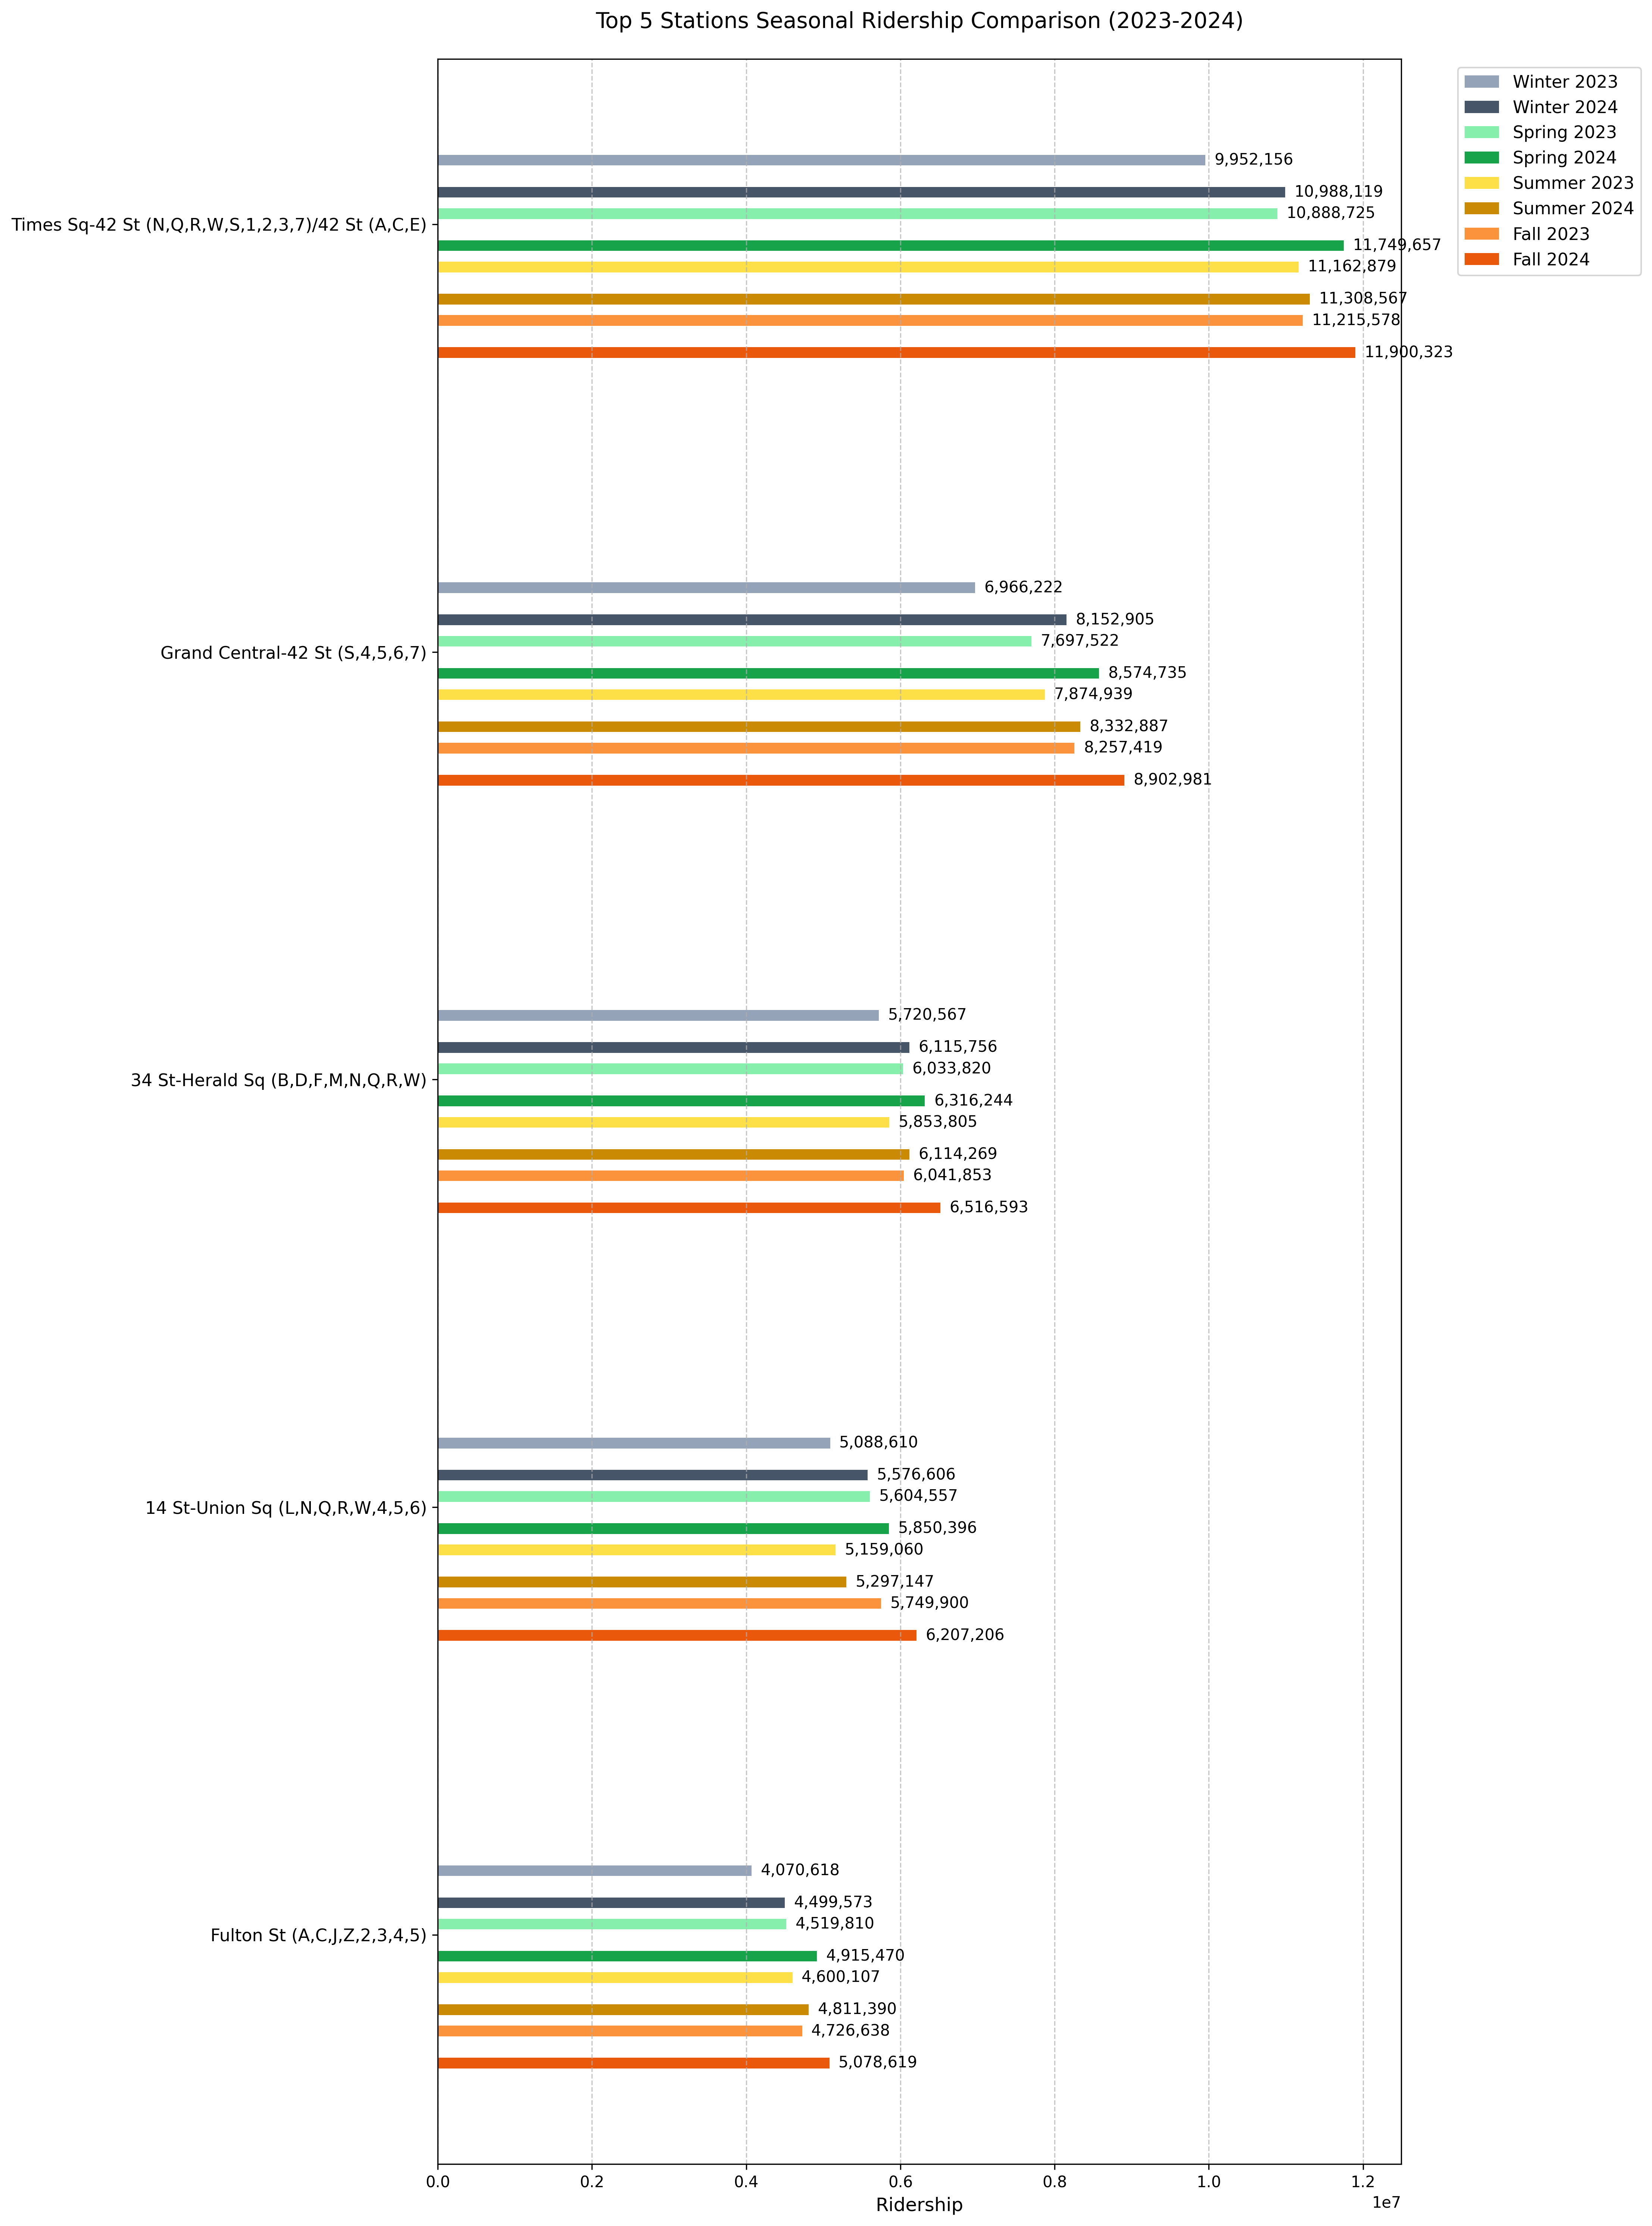 Top 5 Stations Seasonal Ridership Comparison (2023-2024)
Winter 2023
Winter 2024
Spring 2023
Spring 2024
Summer 2023
Summer 2024
Fall 2023
Fall 2024
Times Sq-42 St (N,Q,R,W,S,1,2,3,7)/42 St (A,C,E)
9,952,156
10,988,119
10,888,725
11,749,657
11,162,879
11,308,567
11,215,578
11,900,323
Grand Central-42 St (S,4,5,6,7)
6,966,222
8,152,905
7,697,522
8,574,735
7,874,939
8,332,887
8,257,419
8,902,981
34 St-Herald Sq (B,D,F,M,N,Q,R,W)
5,720,567
6,115,756
6,033,820
6,316,244
5,853,805
6,114,269
6,041,853
6,516,593
14 St-Union Sq (L,N,Q,R,W,4,5,6)
5,088,610
5,576,606
5,604,557
5,850,396
5,159,060
5,297,147
5,749,900
6,207,206
Fulton St (A,C,J,Z,2,3,4,5)
4,070,618
4,499,573
4,519,810
4,915,470
4,600,107
4,811,390
4,726,638
5,078,619
0.0 0.2 0.4 0.6 0.8 1.0 1.2
1e7
Ridership